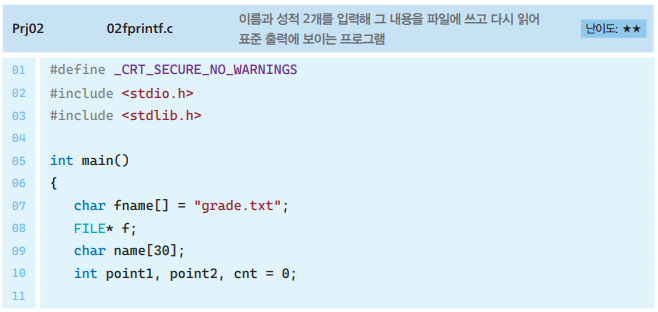 Prj02 02fprintf.c 이름과 성적 2개를 입력해 그 내용을 파일에 쓰고 다시 읽어 난이도: ★★
표준 출력에 보이는 프로그램
01 #define _CRT_SECURE_NO_WARNINGS
02 #include <stdio.h>
03 #include <stdlib.h>
04
05 int main()
06 {
07 char fname[] = "grade.txt";
08 FILE* f;
09 char name[30];
10 int point1, point2, cnt = 0;
11